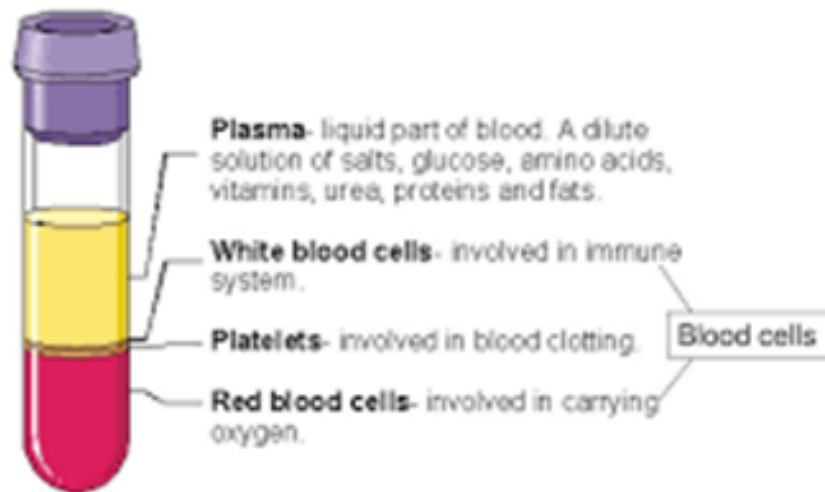 Plasma- liquid part of blood. A dilute
solution of salts, glucose, amino acids,
vitamins, urea, proteins and fats.
White blood cells- involved in immune
system.
Platelets- involved in blood clotting.
Blood cells
Red blood cells- involved in carrying
oxygen.